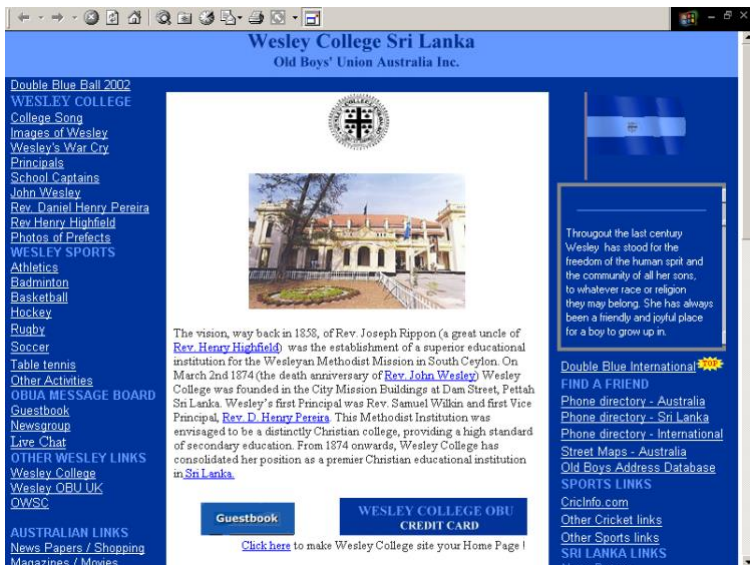 Wesley College Sri Lanka
Old Boys' Union Australia Inc.
Double Blue Ball 2002
WESLEY COLLEGE
College Song
Images of Wesley
Wesley's War Cry
Principals
School Captains
John Wesley
Rev. Daniel Henry Pereira
Rev Henry Highfield
Photos of Prefects
WESLEY SPORTS
Athletics
Badminton
Basketball
Hockey
Rugby
Soccer
Table tennis
Other Activities
OBUA MESSAGE BOARD
Guestbook
Newsgroup
Live Chat
OTHER WESLEY LINKS
Wesley College
Wesley OBU UK
OWSC
AUSTRALIAN LINKS
News Papers / Shopping
Magazines / Movies
The vision, way back in 1858, of Rev. Joseph Rippon (a great uncle of
Rev. Henry Highfield) was the establishment of a superior educational
institution for the Wesleyan Methodist Mission in South Ceylon. On
March 2nd 1874 (the death anniversary of Rev. John Wesley) Wesley
College was founded in the City Mission Buildings at Dam Street, Pettah
Sri Lanka. Wesley's first Principal was Rev. Samuel Wilkin and first Vice
Principal, Rev. D. Henry Pereira. This Methodist Institution was
envisaged to be a distinctly Christian college, providing a high standard
of secondary education. From 1874 onwards, Wesley College has
consolidated her position as a premier Christian educational institution
in Sri Lanka.
Guestbook
WESLEY COLLEGE OBU
CREDIT CARD
Click here to make Wesley College site your Home Page !
Througout the last century
Wesley has stood for the
freedom of the human sprit and
the community of all her sons,
to whatever race or religion
they may belong. She has always
been a friendly and joyful place
for a boy to grow up in.
Double Blue International
FIND A FRIEND
Phone directory - Australia
Phone directory - Sri Lanka
Phone directory - International
Street Maps - Australia
Old Boys Address Database
SPORTS LINKS
CricInfo.com
Other Cricket links
Other Sports links
SRI LANKA LINKS